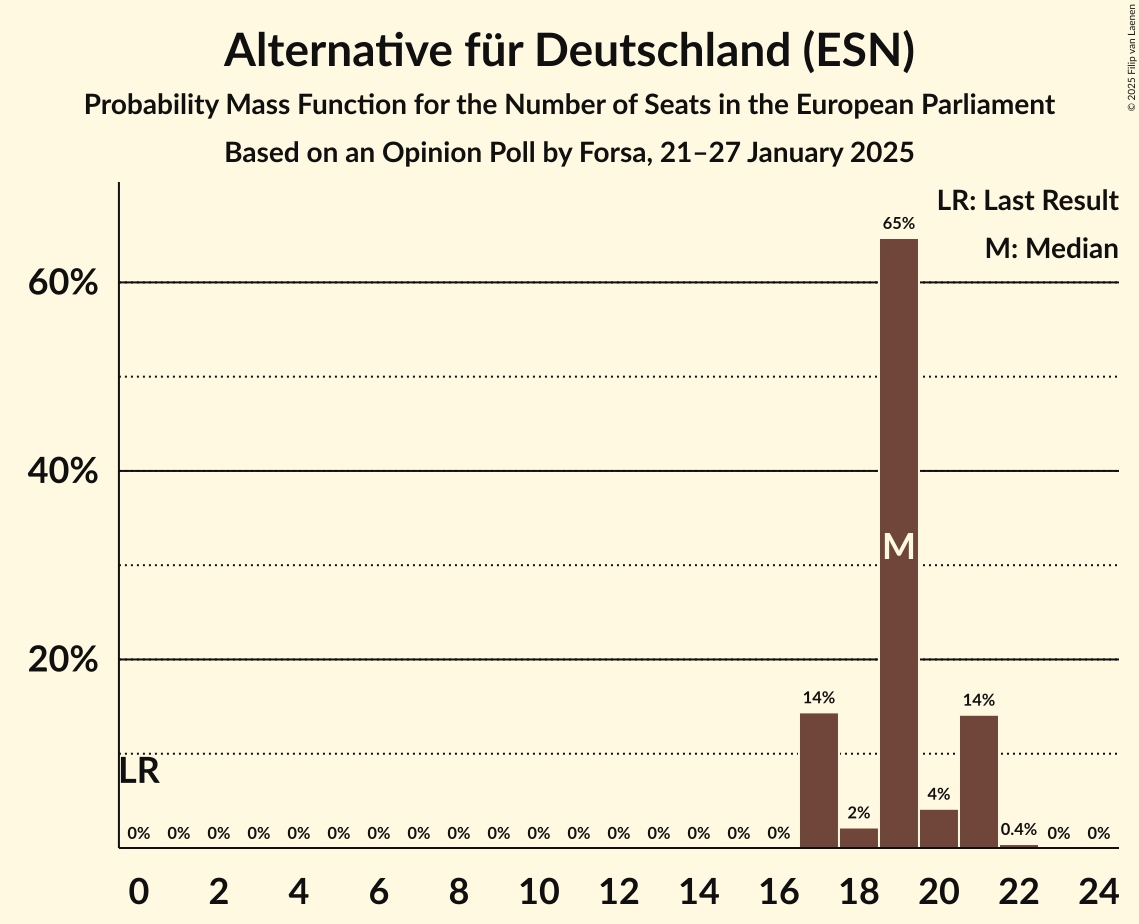 Alternative für Deutschland (ESN)
Probability Mass Function for the Number of Seats in the European Parliament
Based on an Opinion Poll by Forsa, 21–27 January 2025
© 2025 Filip van Laenen
LR: Last Result
M: Median
65%
60%
40%
M
20%
14% 14%
LR
4%
2%
0% 0% 0% 0% 0% 0% 0% 0% 0% 0% 0% 0% 0% 0% 0% 0% 0% 0.4% 0% 0%
0 2 4 6 8 10 12 14 16 18 20 22 24